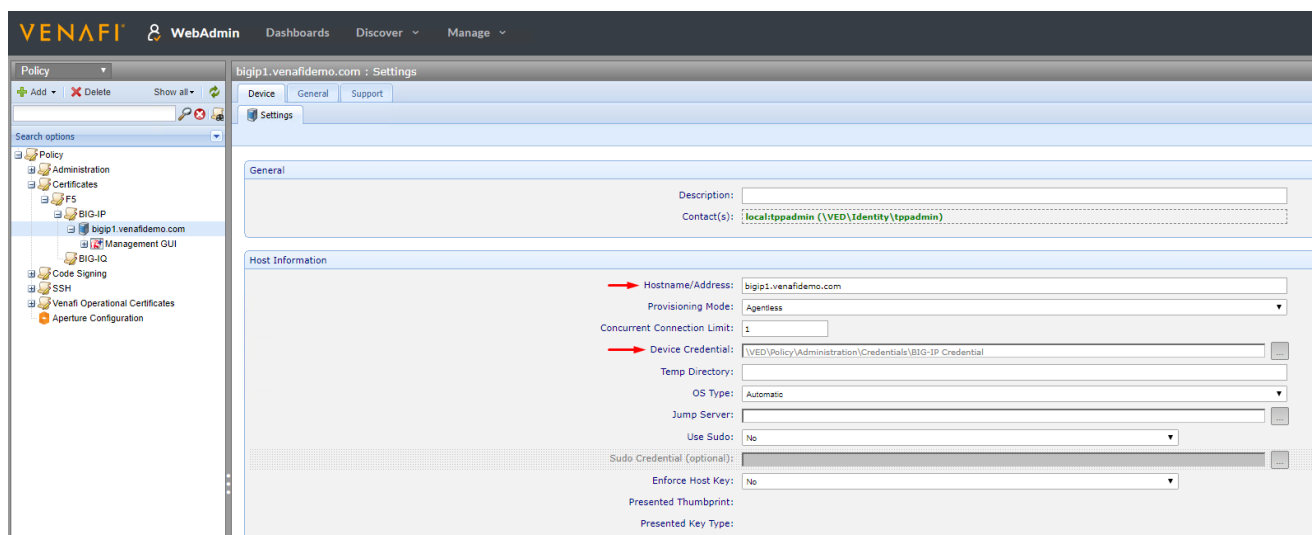 VENAFI WebAdmin Dashboards Discover Manage
Policy
Add Delete Show all
Search options
Policy
Administration
Certificates
F5
BIG-IP
bigip1.venafidemo.com
Management GUI
BIG-IQ
Code Signing
SSH
Venafi Operational Certificates
Aperture Configuration
bigip1.venafidemo.com : Settings
Device General Support
Settings
General
Description:
Contact(s): local:tppadmin (\VED\Identity\tppadmin)
Host Information
Hostname/Address: bigip1.venafidemo.com
Provisioning Mode: Agentless
Concurrent Connection Limit: 1
Device Credential: \VED\Policy\Administration\Credentials\BIG-IP Credential
Temp Directory:
OS Type: Automatic
Jump Server:
Use Sudo: No
Sudo Credential (optional):
Enforce Host Key: No
Presented Thumbprint:
Presented Key Type: